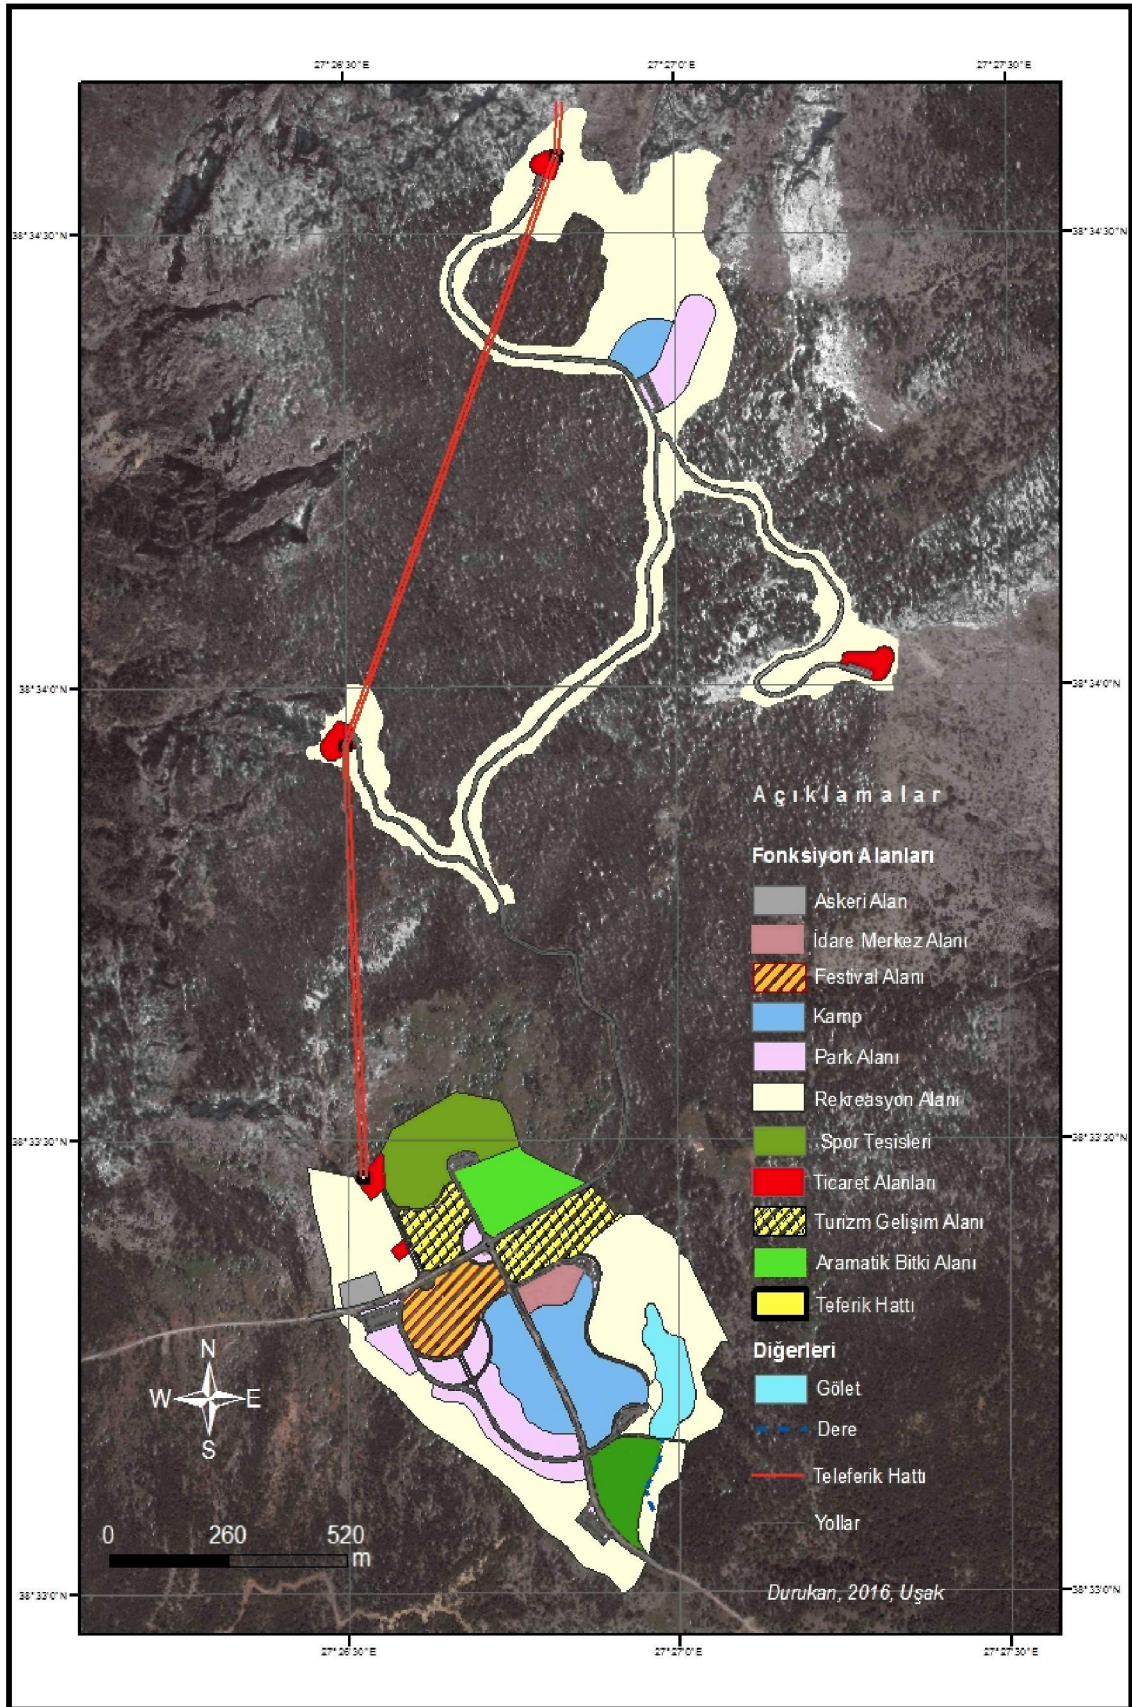 27°26'30"E 27°27'0"E 27°27'30"E
38°34'30"N 38°34'30"N
38°34'0"N 38°34'0"N
Açıklamalar
Fonksiyon Alanları
Askeri Alan
İdare Merkez Alanı
Festival Alanı
Kamp
Park Alanı
Rekreasyon Alanı
38°33'30"N 38°33'30"N
Spor Tesisleri
Ticaret Alanları
Turizm Gelişim Alanı
Aramatik Bitki Alanı
Teferik Hattı
Diğerleri
Gölet
Dere
Teleferik Hattı
Yollar
N
W E
S
0 260 520
m
Durukan, 2016, Uşak
38°33'0"N 38°33'0"N
27°26'30"E 27°27'0"E 27°27'30"E